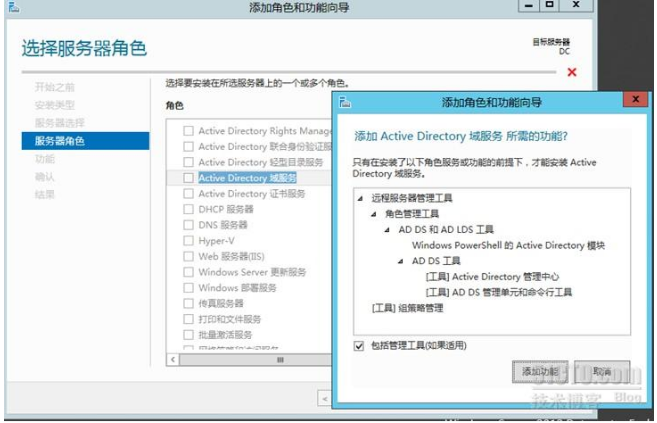 添加角色和功能向导
选择服务器角色
目标服务器
DC
开始之前
安装类型
服务器选择
服务器角色
功能
确认
结果
选择要安装在所选服务器上的一个或多个角色。
角色
Active Directory Rights Manage
Active Directory 联合身份验证服
Active Directory 轻型目录服务
Active Directory 域服务
Active Directory 证书服务
DHCP 服务器
DNS 服务器
Hyper-V
Web 服务器(IIS)
Windows Server 更新服务
Windows 部署服务
传真服务器
打印和文件服务
批量激活服务
添加角色和功能向导
添加 Active Directory 域服务 所需的功能?
只有在安装了以下角色服务或功能的前提下，才能安装 Active
Directory 域服务。
远程服务器管理工具
角色管理工具
AD DS 和 AD LDS 工具
Windows PowerShell 的 Active Directory 模块
AD DS 工具
[工具] Active Directory 管理中心
[工具] AD DS 管理单元和命令行工具
[工具] 组策略管理
包括管理工具(如果适用)
添加功能
取消
51CTO.com
技术博客 Blog